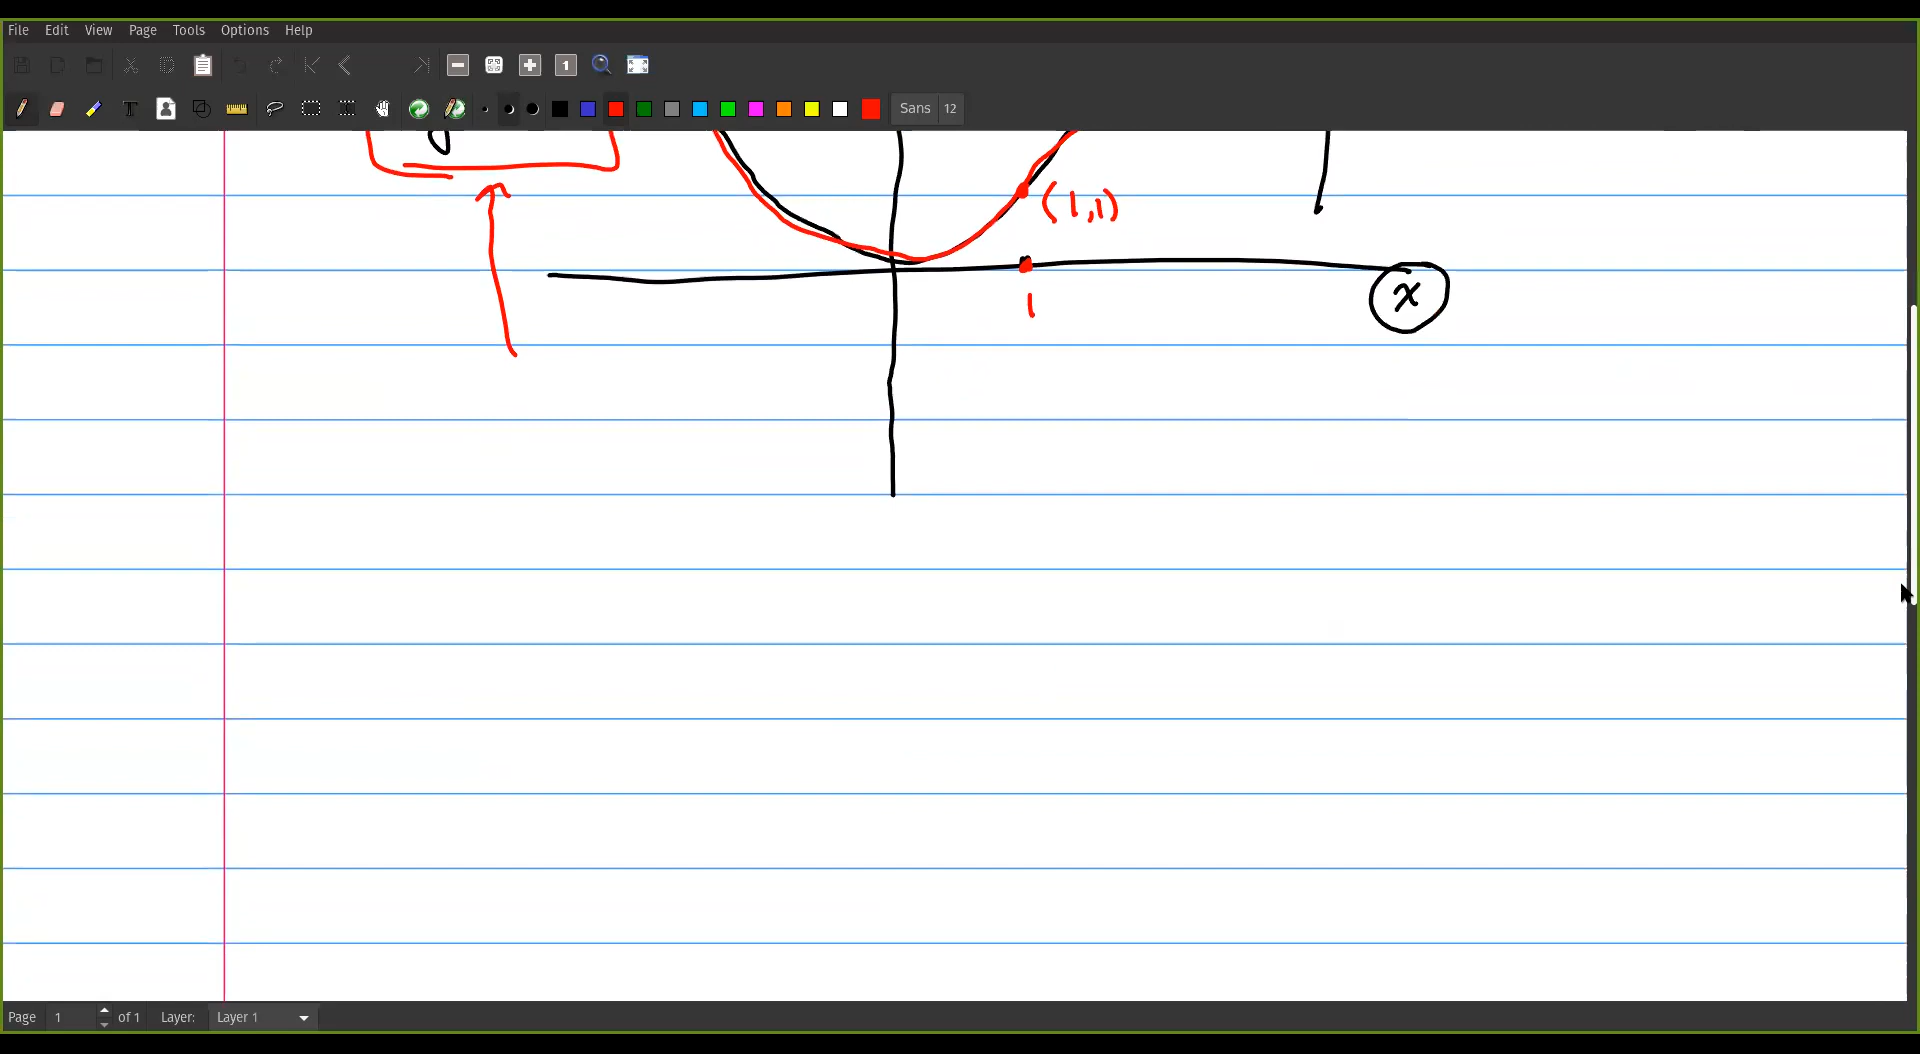 File Edit View Page Tools Options Help
1
T Sans 12
(1,1)
x
1
Page 1 of 1 Layer: Layer 1